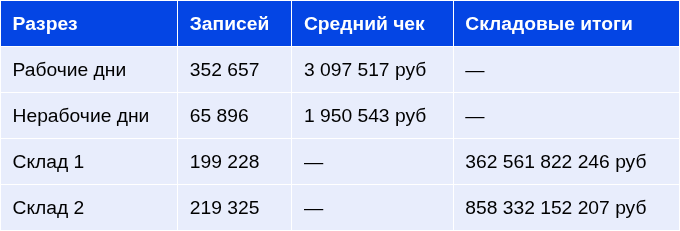 Разрез Записей Средний чек Складовые итоги
Рабочие дни 352 657 3 097 517 руб —
Нерабочие дни 65 896 1 950 543 руб —
Склад 1 199 228 — 362 561 822 246 руб
Склад 2 219 325 — 858 332 152 207 руб